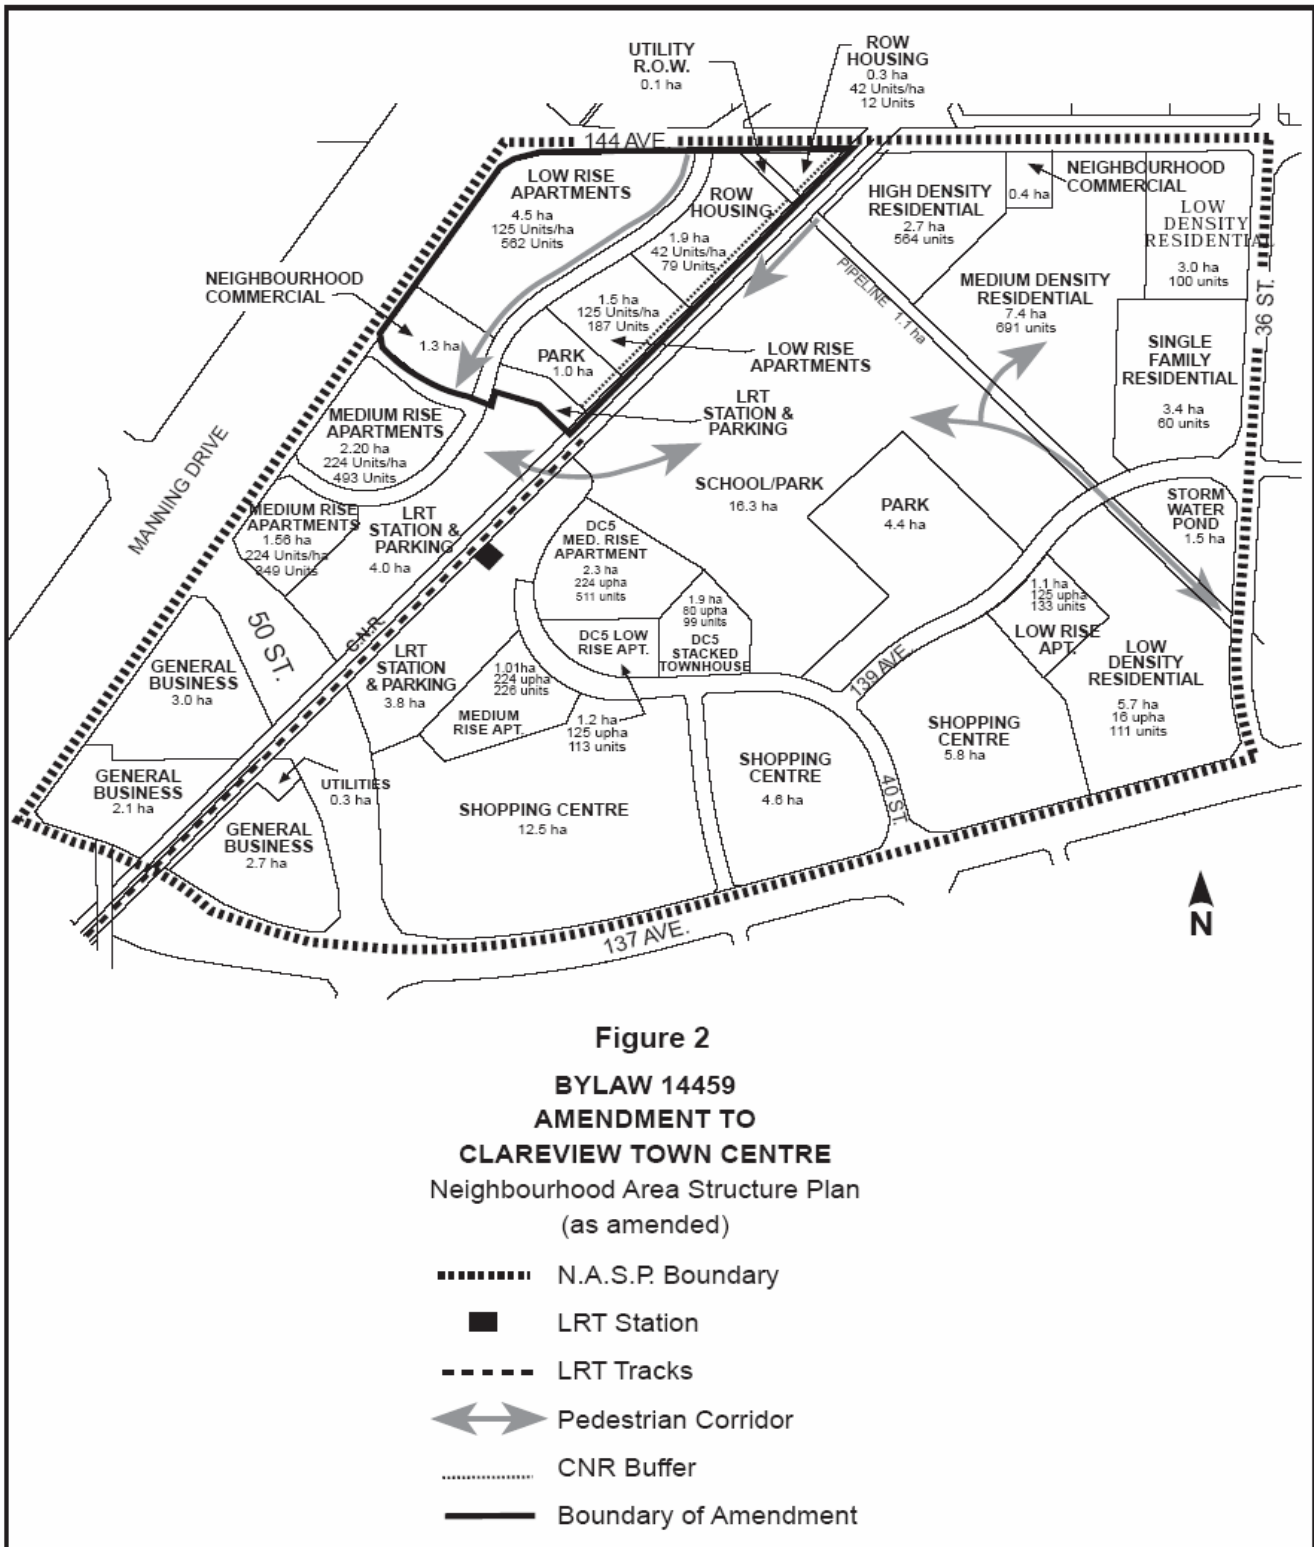 UTILITY
R.O.W.
0.1 ha
ROW
HOUSING
0.3 ha
42 Units/ha
12 Units
144 AVE.
LOW RISE
APARTMENTS
4.5 ha
125 Units/ha
562 Units
ROW
HOUSING
1.9 ha
42 Units/ha
79 Units
HIGH DENSITY
RESIDENTIAL
2.7 ha
564 units
0.4 ha
NEIGHBOURHOOD
COMMERCIAL
LOW
DENSITY
RESIDENTIAL
3.0 ha
100 units
36 ST.
NEIGHBOURHOOD
COMMERCIAL
1.3 ha
1.5 ha
125 Units/ha
187 Units
PARK
1.0 ha
LOW RISE
APARTMENTS
PIPELINE 1.1 ha
MEDIUM DENSITY
RESIDENTIAL
7.4 ha
691 units
SINGLE
FAMILY
RESIDENTIAL
3.4 ha
60 units
LRT
STATION &
PARKING
MEDIUM RISE
APARTMENTS
2.20 ha
224 Units/ha
493 Units
MANNING DRIVE
SCHOOL/PARK
16.3 ha
PARK
4.4 ha
STORM
WATER
POND
1.5 ha
MEDIUM RISE
APARTMENTS
1.56 ha
224 Units/ha
349 Units
LRT
STATION &
PARKING
4.0 ha
DC5
MED. RISE
APARTMENT
2.3 ha
224 upha
511 units
1.9 ha
80 upha
99 units
DC5
STACKED
TOWNHOUSE
DC5 LOW
RISE APT.
1.1 ha
125 upha
133 units
LOW RISE
APT.
LOW
DENSITY
RESIDENTIAL
5.7 ha
16 upha
111 units
50 ST.
C.N.R.
GENERAL
BUSINESS
3.0 ha
LRT
STATION
& PARKING
3.8 ha
1.01ha
224 upha
226 units
MEDIUM
RISE APT.
1.2 ha
125 upha
113 units
139 AVE.
SHOPPING
CENTRE
5.8 ha
GENERAL
BUSINESS
2.1 ha
UTILITIES
0.3 ha
SHOPPING CENTRE
12.5 ha
SHOPPING
CENTRE
4.6 ha
40 ST.
GENERAL
BUSINESS
2.7 ha
137 AVE.
N
Figure 2
BYLAW 14459
AMENDMENT TO
CLAREVIEW TOWN CENTRE
Neighbourhood Area Structure Plan
(as amended)
N.A.S.P. Boundary
LRT Station
LRT Tracks
Pedestrian Corridor
CNR Buffer
Boundary of Amendment